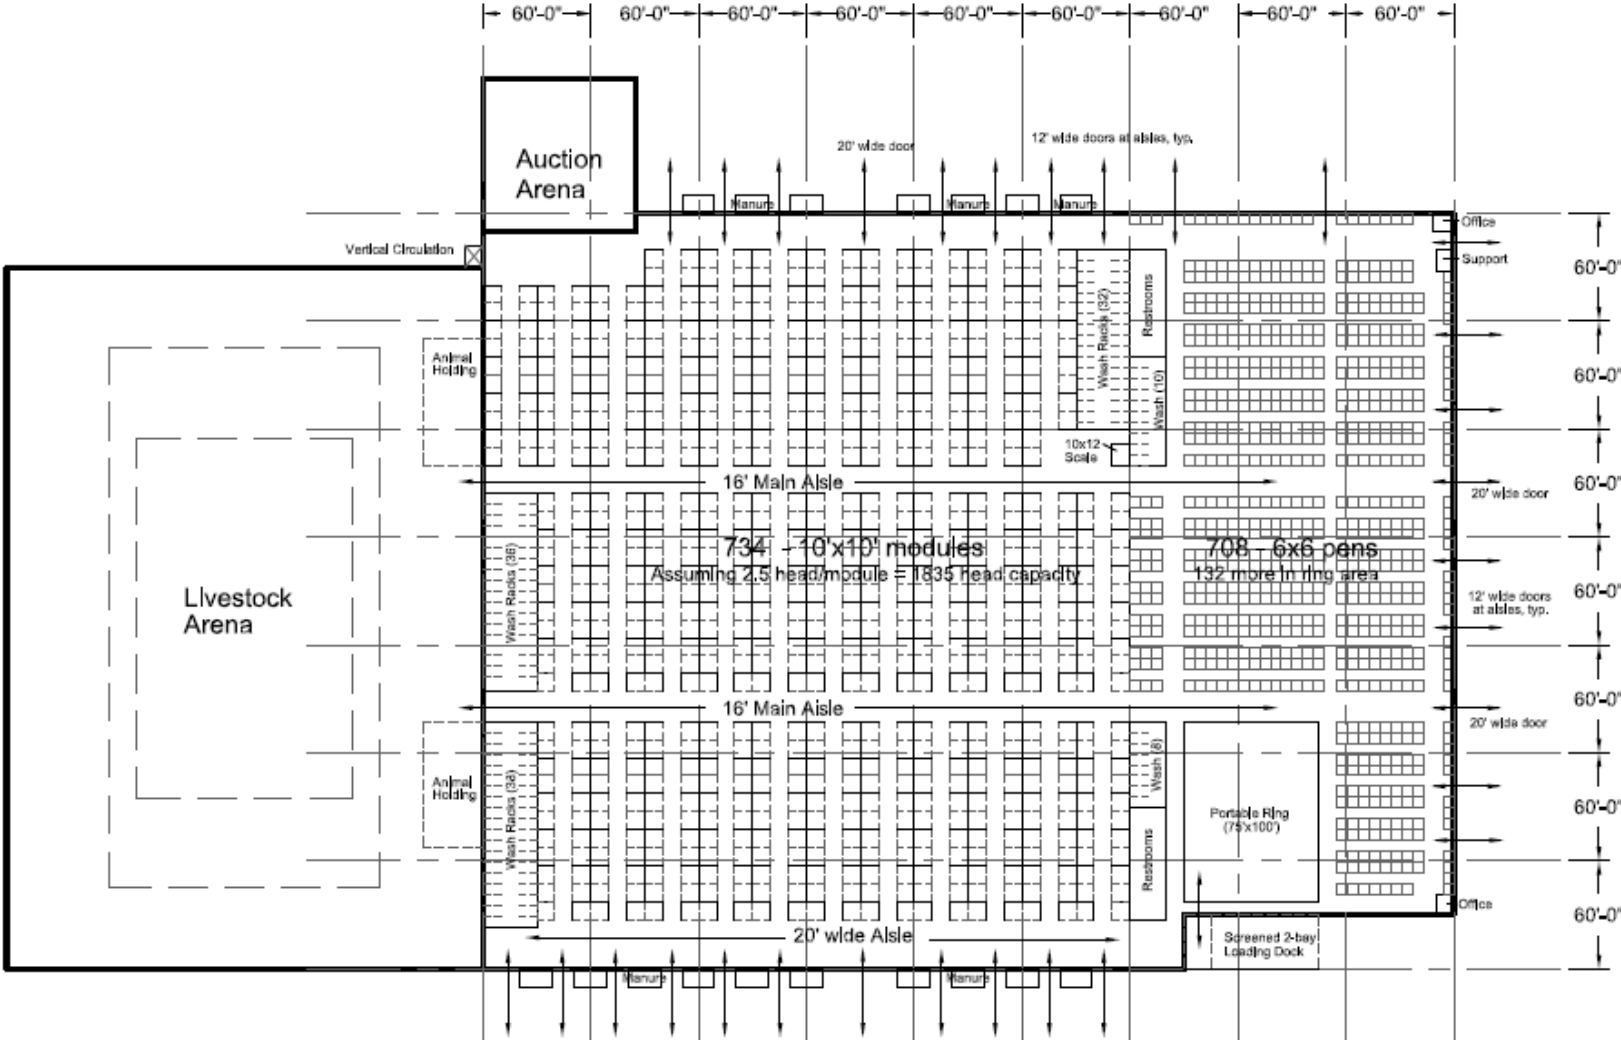 60'-0" 60'-0" 60'-0" 60'-0" 60'-0" 60'-0" 60'-0" 60'-0" 60'-0"
20' wide door
12' wide doors at aisles, typ.
Auction
Arena
Manure
Manure
Manure
Office
Vertical Circulation
Support
60'-0"
Wash Racks (32)
Restrooms
Animal
Holding
60'-0"
Wash (10)
10x12
Scale
16' Main Aisle
60'-0"
20' wide door
Wash Racks (36)
734 - 10'x10' modules
Assuming 2.5 head/module = 1835 head capacity
708 - 6x6 pens
132 more in ring area
Livestock
Arena
12' wide doors
at aisles, typ.
60'-0"
16' Main Aisle
60'-0"
20' wide door
Animal
Holding
Wash Racks (38)
Wash (8)
Portable Ring
(75'x100')
60'-0"
Restrooms
Office
60'-0"
20' wide Aisle
Screened 2-bay
Loading Dock
Manure
Manure